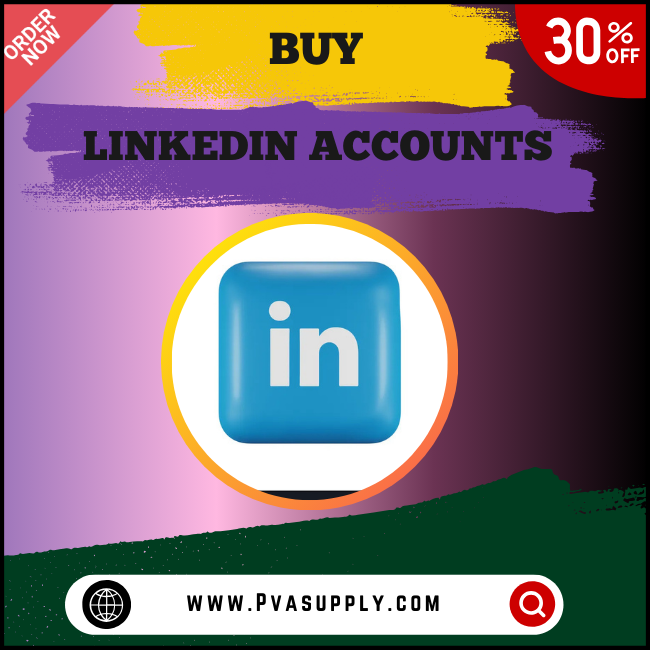 ORDER
NOW
BUY
30%
OFF
LINKEDIN ACCOUNTS
in
www.Pvasupply.com